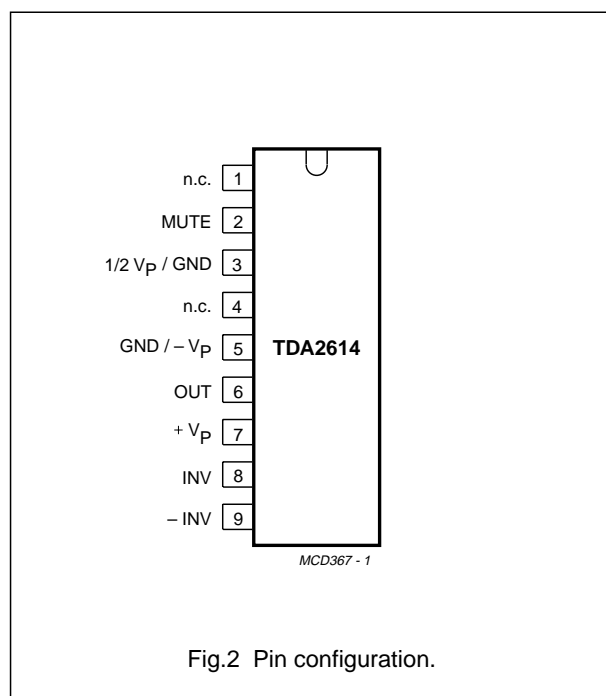 n.c. 1
MUTE 2
1/2 VP / GND 3
n.c. 4
GND / – VP 5
TDA2614
OUT 6
+ VP 7
INV 8
– INV 9
MCD367 - 1
Fig.2 Pin configuration.